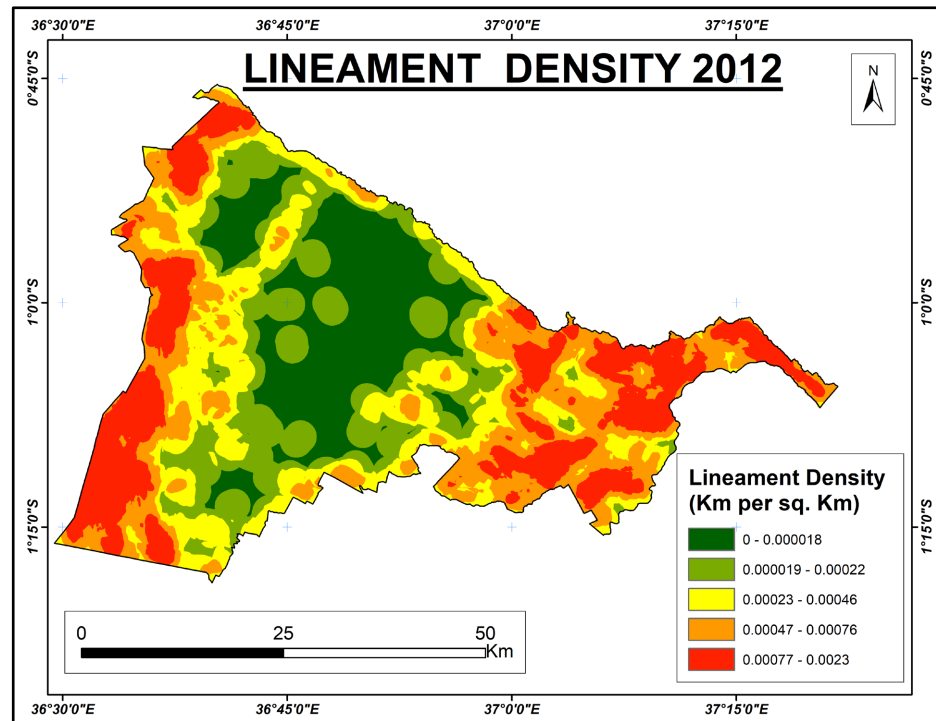 36°30'0"E 36°45'0"E 37°0'0"E 37°15'0"E
LINEAMENT DENSITY 2012
N
0°45'0"S 0°45'0"S
1°0'0"S 1°0'0"S
1°15'0"S 1°15'0"S
Lineament Density
(Km per sq. Km)
0 - 0.000018
0.000019 - 0.00022
0.00023 - 0.00046
0.00047 - 0.00076
0.00077 - 0.0023
0 25 50
Km
36°30'0"E 36°45'0"E 37°0'0"E 37°15'0"E